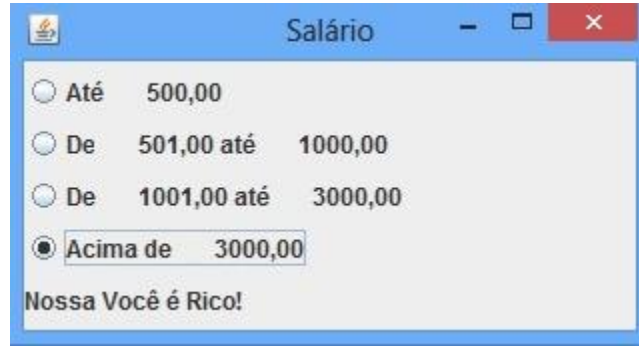 Salário
Até 500,00
De 501,00 até 1000,00
De 1001,00 até 3000,00
Acima de 3000,00
Nossa Você é Rico!